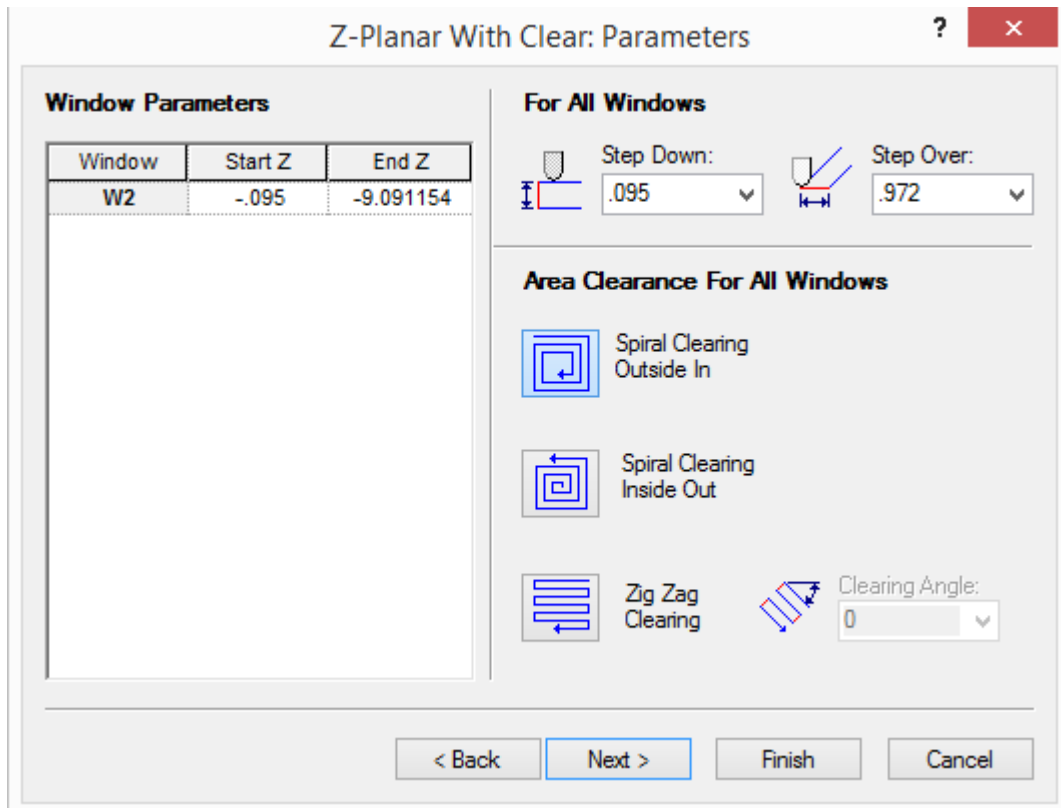 Z-Planar With Clear: Parameters
?
Window Parameters
Window Start Z End Z
W2 -.095 -9.091154
For All Windows
Step Down:
.095
Step Over:
.972
Area Clearance For All Windows
Spiral Clearing
Outside In
Spiral Clearing
Inside Out
Zig Zag
Clearing
Clearing Angle:
0
< Back Next > Finish Cancel